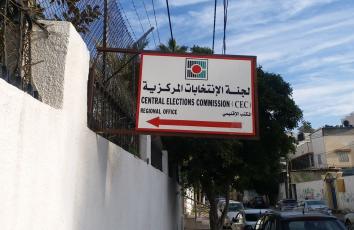 لجنة الإنتخابات المركزية
CENTRAL ELECTIONS COMMISSION (CEC)
REGIONAL OFFICE
المكتب الإقليمي